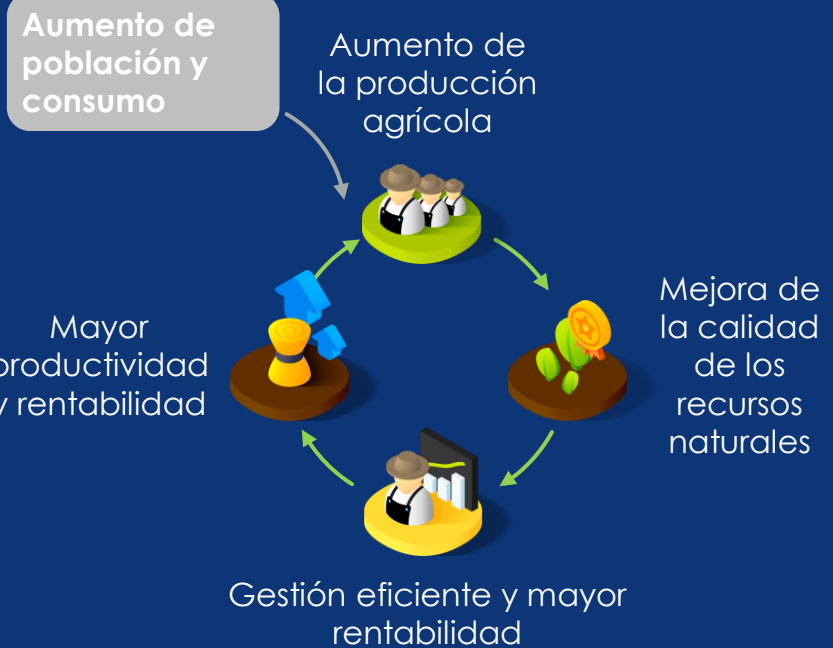 Aumento de
población y
consumo
Aumento de
la producción
agrícola
Mejora de
la calidad
de los
recursos
naturales
Gestión eficiente y mayor
rentabilidad
Mayor
productividad
y rentabilidad